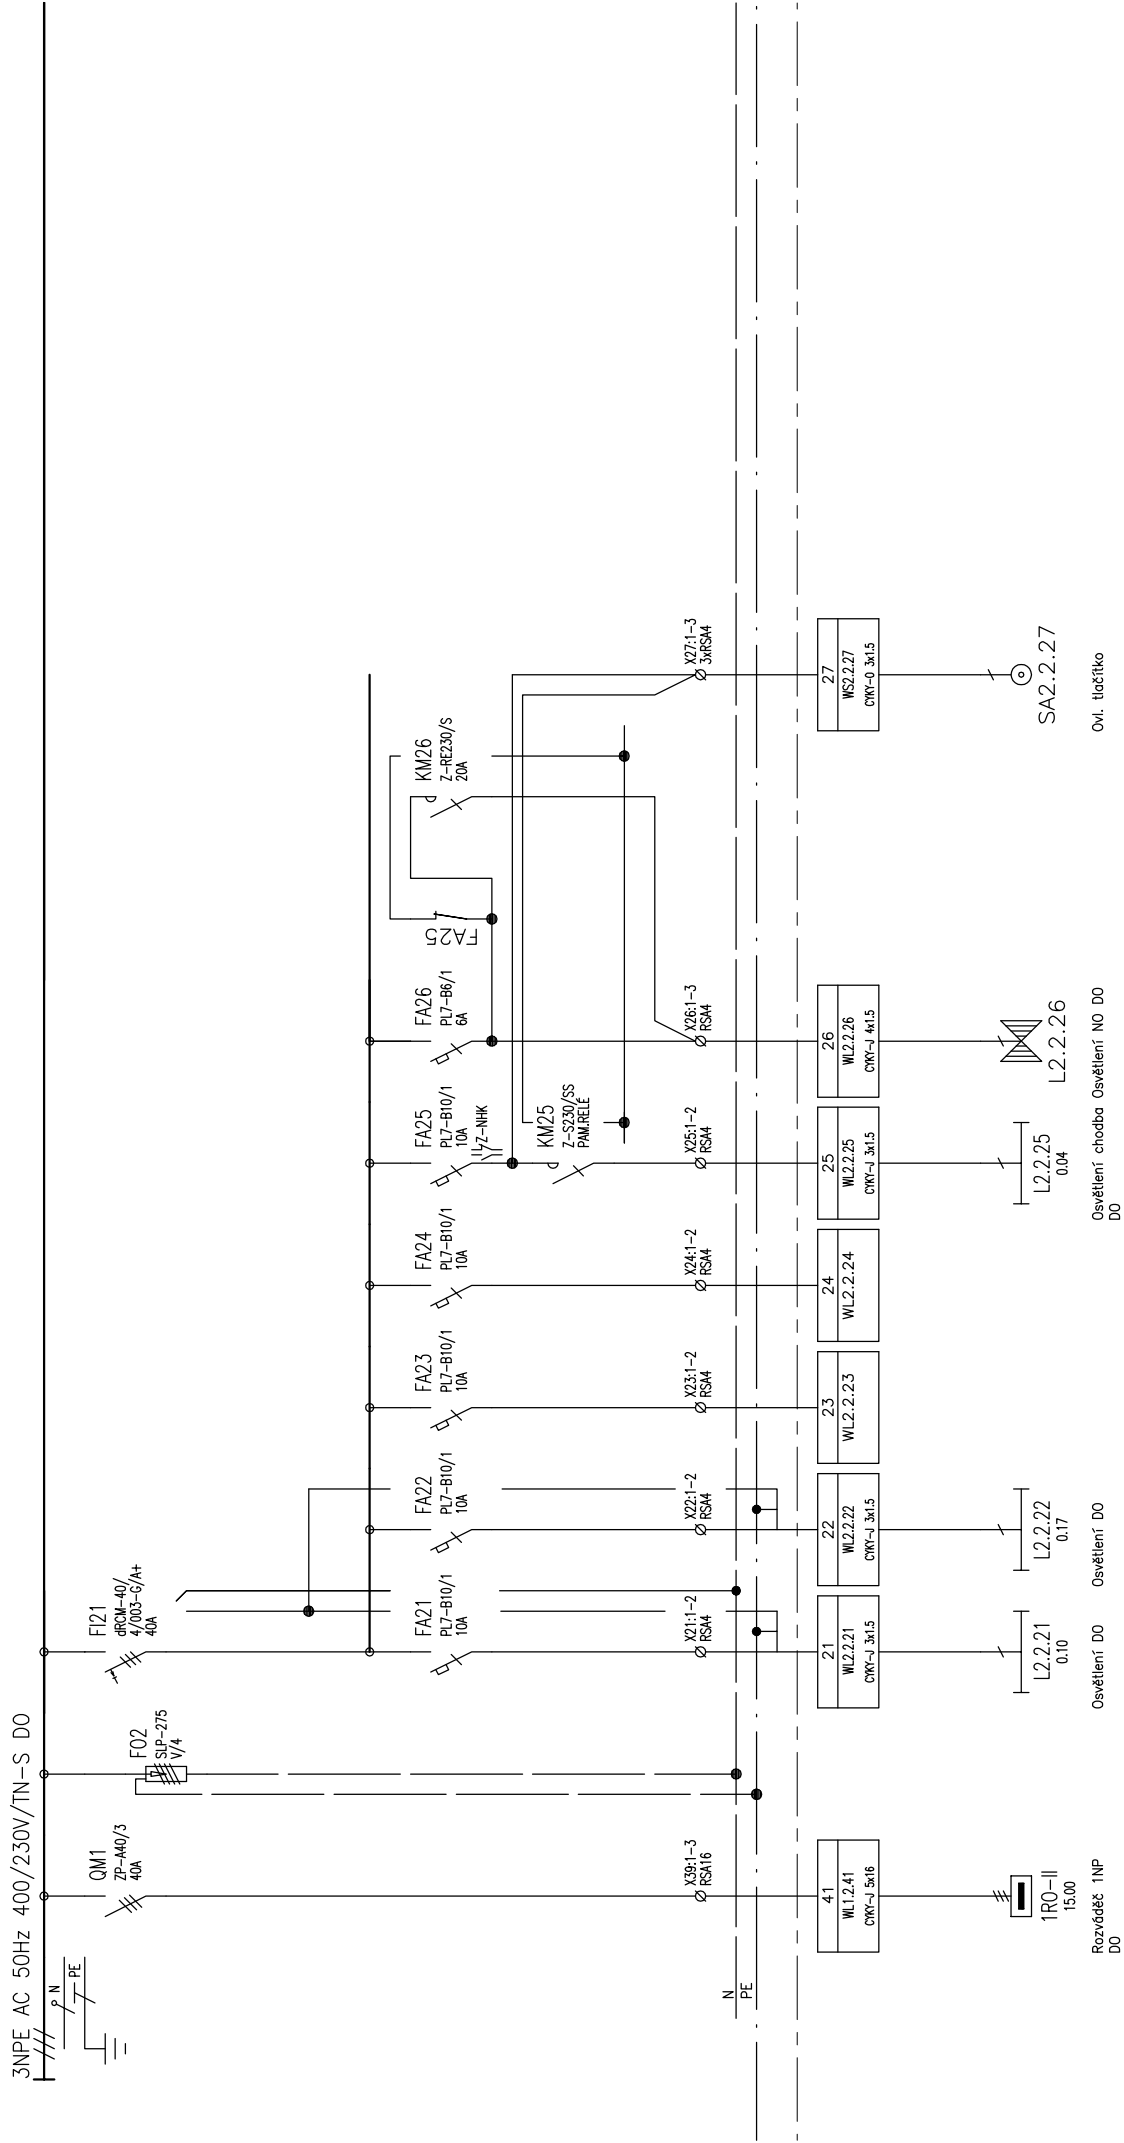 3NPE AC 50Hz 400/230V/TN-S DO
N
PE
QM1
ZP-A40/3
40A
FO2
SLP-275
V/4
FI21
dRCM-40/
4/003-G/A+
40A
FA21
PL7-B10/1
10A
FA22
PL7-B10/1
10A
FA23
PL7-B10/1
10A
FA24
PL7-B10/1
10A
FA25
PL7-B10/1
10A
Z-NHK
FA26
PL7-B6/1
6A
FA25
KM26
Z-RE230/S
20A
KM25
Z-S230/SS
PAM.RELÉ
X39:1-3
RSA16
X21:1-2
RSA4
X22:1-2
RSA4
X23:1-2
RSA4
X24:1-2
RSA4
X25:1-2
RSA4
X26:1-3
RSA4
X27:1-3
3xRSA4
N
PE
41
WL1.2.41
CYKY-J 5x16
21
WL2.2.21
CYKY-J 3x1.5
22
WL2.2.22
CYKY-J 3x1.5
23
WL2.2.23
24
WL2.2.24
25
WL2.2.25
CYKY-J 3x1.5
26
WL2.2.26
CYKY-J 4x1.5
27
WS2.2.27
CYKY-O 3x1.5
1RO-II
15.00
L2.2.21
0.10
L2.2.22
0.17
L2.2.25
0.04
L2.2.26
SA2.2.27
Rozváděč 1NP
DO
Osvětlení DO
Osvětlení DO
Osvětlení chodba
DO
Osvětlení NO DO
Ovl. tlačítko